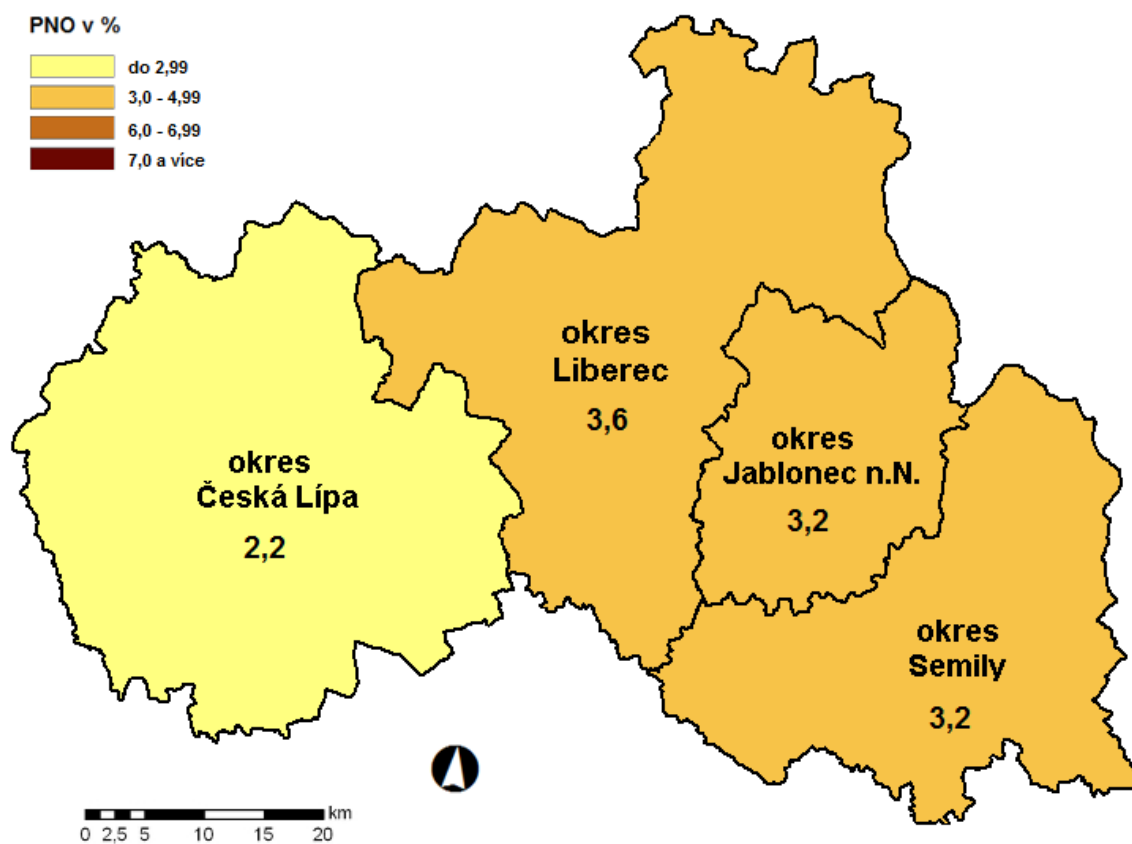 PNO v %
do 2,99
3,0 - 4,99
6,0 - 6,99
7,0 a více
okres
Liberec
3,6
okres
Jablonec n.N.
3,2
okres
Česká Lípa
2,2
okres
Semily
3,2
km
0 2,5 5 10 15 20